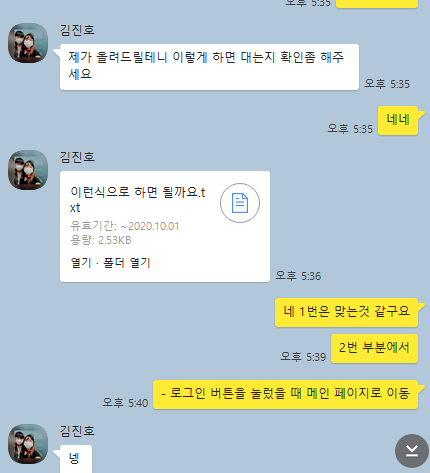 오후 5:35
김진호
제가 올려드릴테니 이렇게 하면 대는지 확인좀 해주
세요
오후 5:35
오후 5:35 네네
김진호
이런식으로 하면 될까요.t
xt
유효기간: ~2020.10.01
용량: 2.53KB
열기 · 폴더 열기
오후 5:36
네 1번은 맞는것 같구요
오후 5:39 2번 부분에서
오후 5:40 - 로그인 버튼을 눌렀을 때 메인 페이지로 이동
김진호
넹